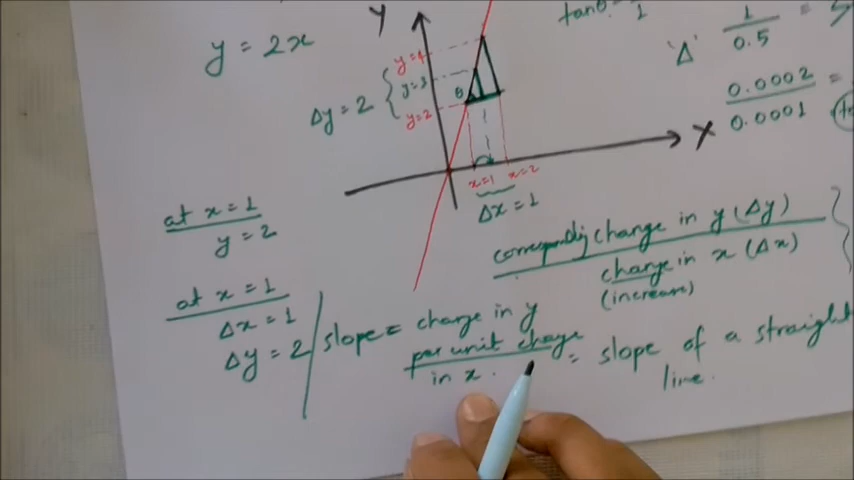 y = 2x
Y
tanθ =
1
'Δ'
1
0.5
=
0.0002
0.0001
=
y=4
y=3
y=2
Δy = 2
θ
X
x=1 x=2
Δx = 1
at x = 1
y = 2
at x = 1
Δx = 1
Δy = 2
change in y (Δy)
change in x (Δx)
(increase)
slope = change in y
per unit change
in x.
= slope of a straight
line.